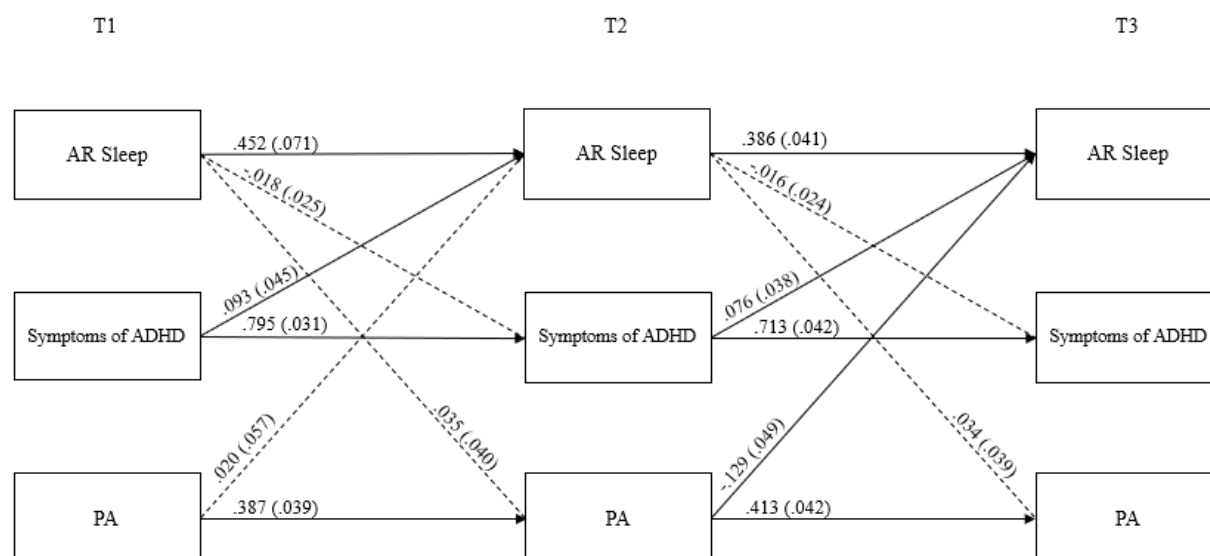 T1 T2 T3
AR Sleep .452 (.071) AR Sleep .386 (.041) AR Sleep
-.018 (.025) -.016 (.024)
.093 (.045) .076 (.038)
Symptoms of ADHD .795 (.031) Symptoms of ADHD .713 (.042) Symptoms of ADHD
.020 (.057) .035 (.040) -.129 (.049) .034 (.039)
PA .387 (.039) PA .413 (.042) PA